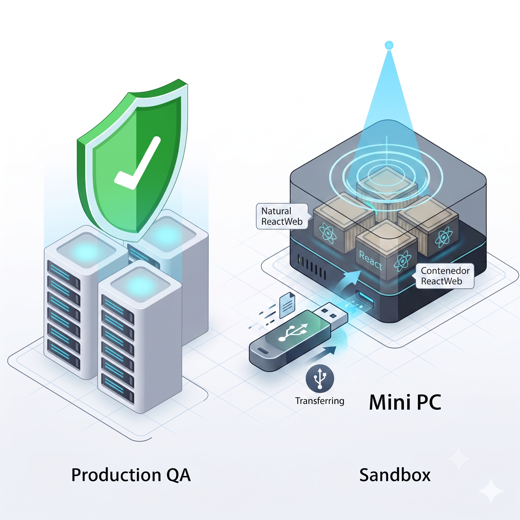 Natural
ReactWeb
React
Contenedor
ReactWeb
Transferring
Mini PC
Production QA
Sandbox